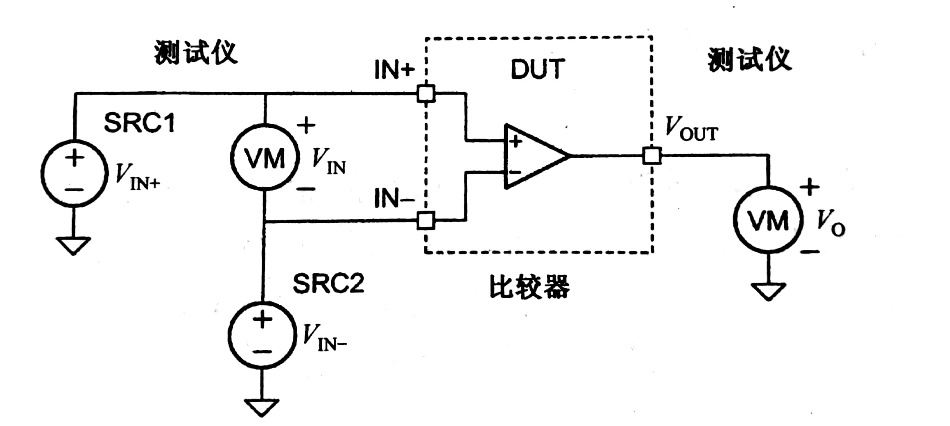 测试仪
测试仪
IN+
DUT
SRC1
+
−
V_IN+
VM
+
−
V_IN
+
−
V_OUT
IN−
VM
+
−
V_O
SRC2
比较器
+
−
V_IN−